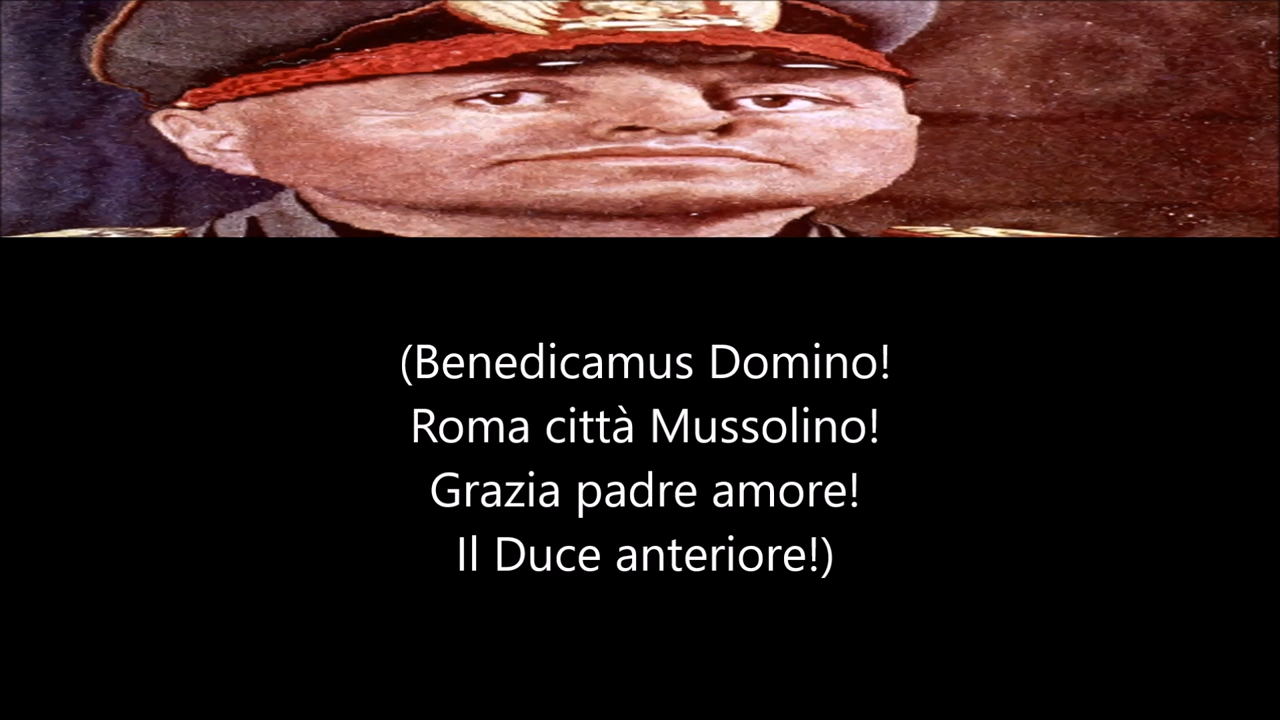 (Benedicamus Domino!
Roma città Mussolino!
Grazia padre amore!
Il Duce anteriore!)